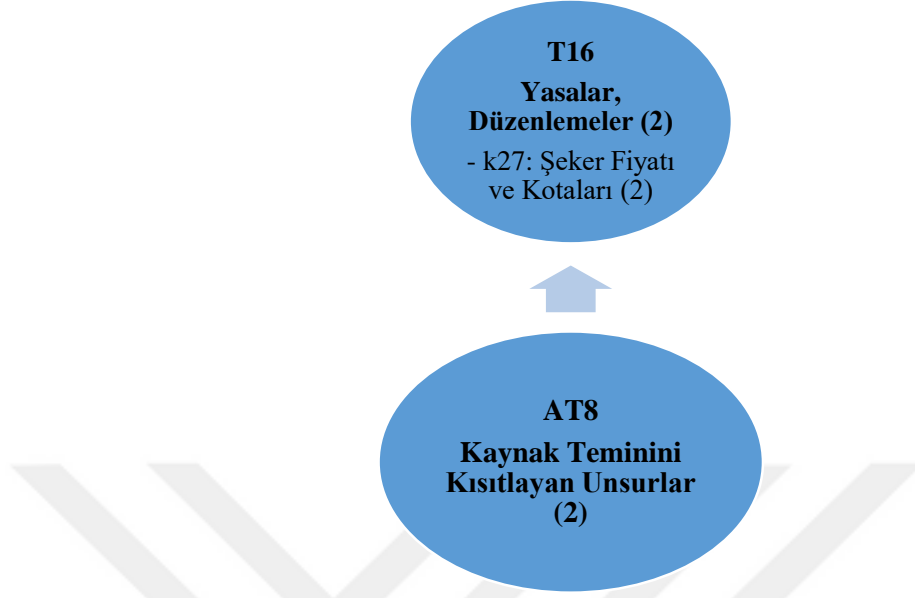 T16
Yasalar,
Düzenlemeler (2)
- k27: Şeker Fiyatı
ve Kotaları (2)
AT8
Kaynak Teminini
Kısıtlayan Unsurlar
(2)